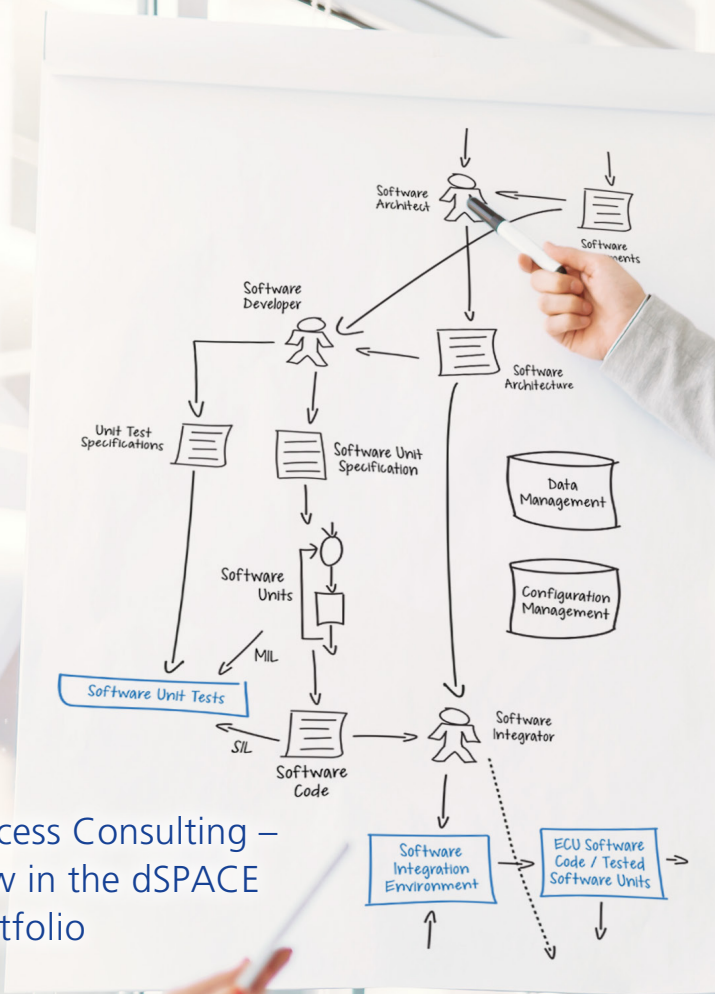 Software
Architect
Software
Software
Developer
Software
Architecture
Unit Test
Specifications
Software Unit
Specification
Data
Management
Software
Units
Configuration
Management
MIL
Software Unit Tests
Software
Integrator
SIL
Software
Code
Software
Integration
Environment
ECU Software
Code / Tested
Software Units
Consulting –
in the dSPACE